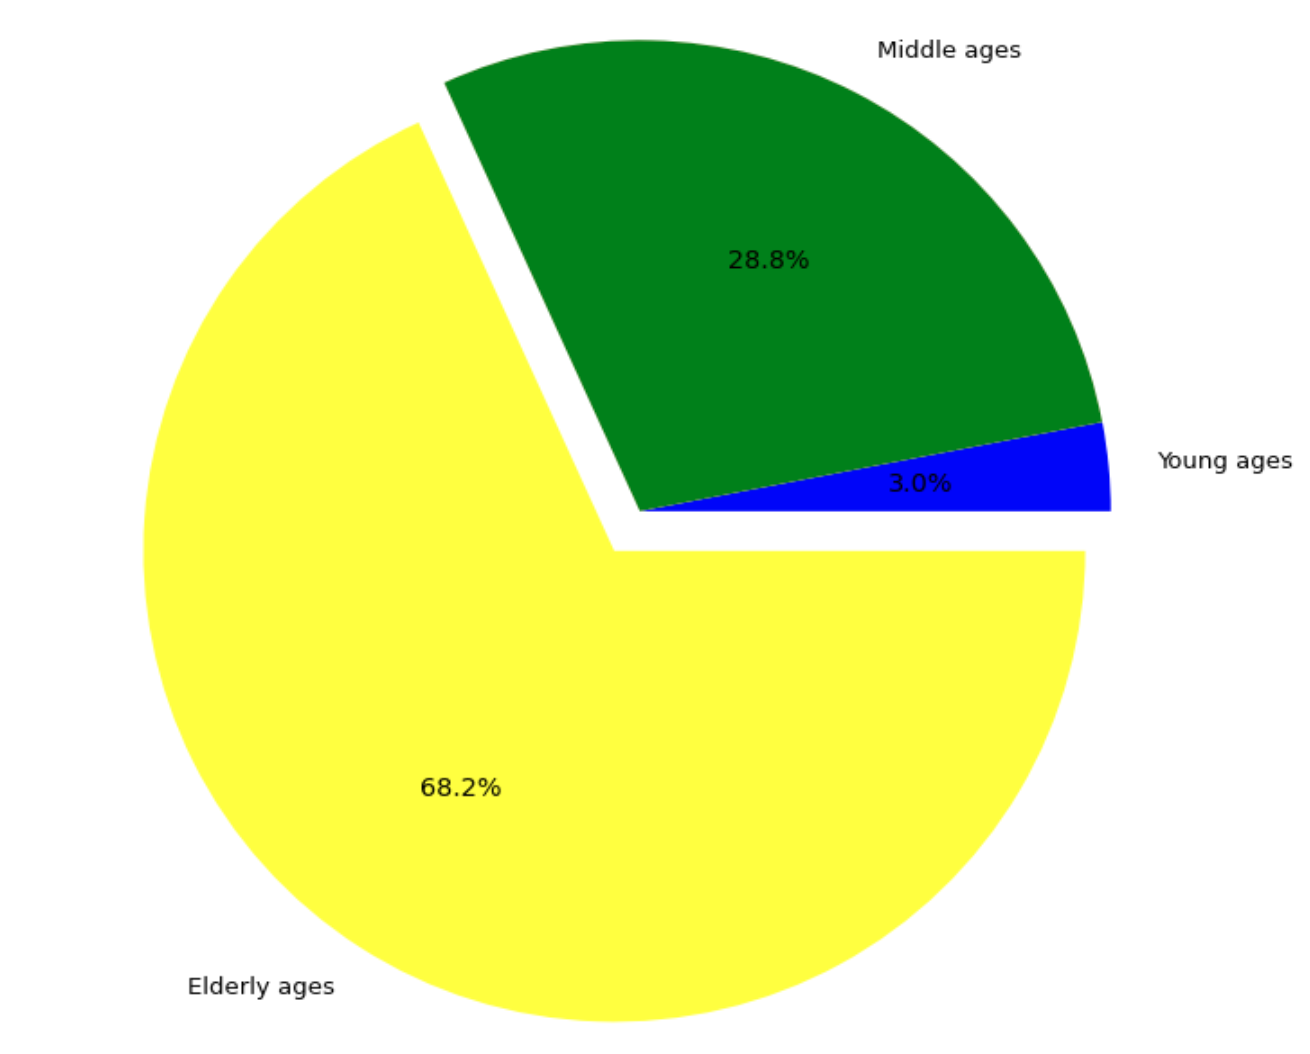 Middle ages
28.8%
Young ages
3.0%
68.2%
Elderly ages